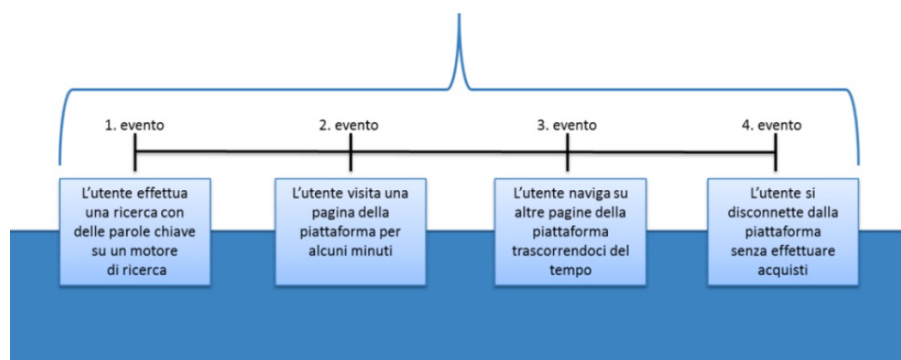 1. evento
2. evento
3. evento
4. evento
L'utente effettua
una ricerca con
delle parole chiave
su un motore
di ricerca
L'utente visita una
pagina della
piattaforma per
alcuni minuti
L'utente naviga su
altre pagine della
piattaforma
trascorrendoci del
tempo
L'utente si
disconnette dalla
piattaforma
senza effettuare
acquisti